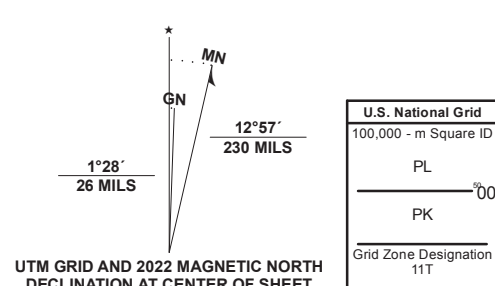 ★
MN
GN
12°57´
230 MILS
1°28´
26 MILS
UTM GRID AND 2022 MAGNETIC NORTH
DECLINATION AT CENTER OF SHEET
U.S. National Grid
100,000 - m Square ID
PL
50
00
PK
Grid Zone Designation
11T